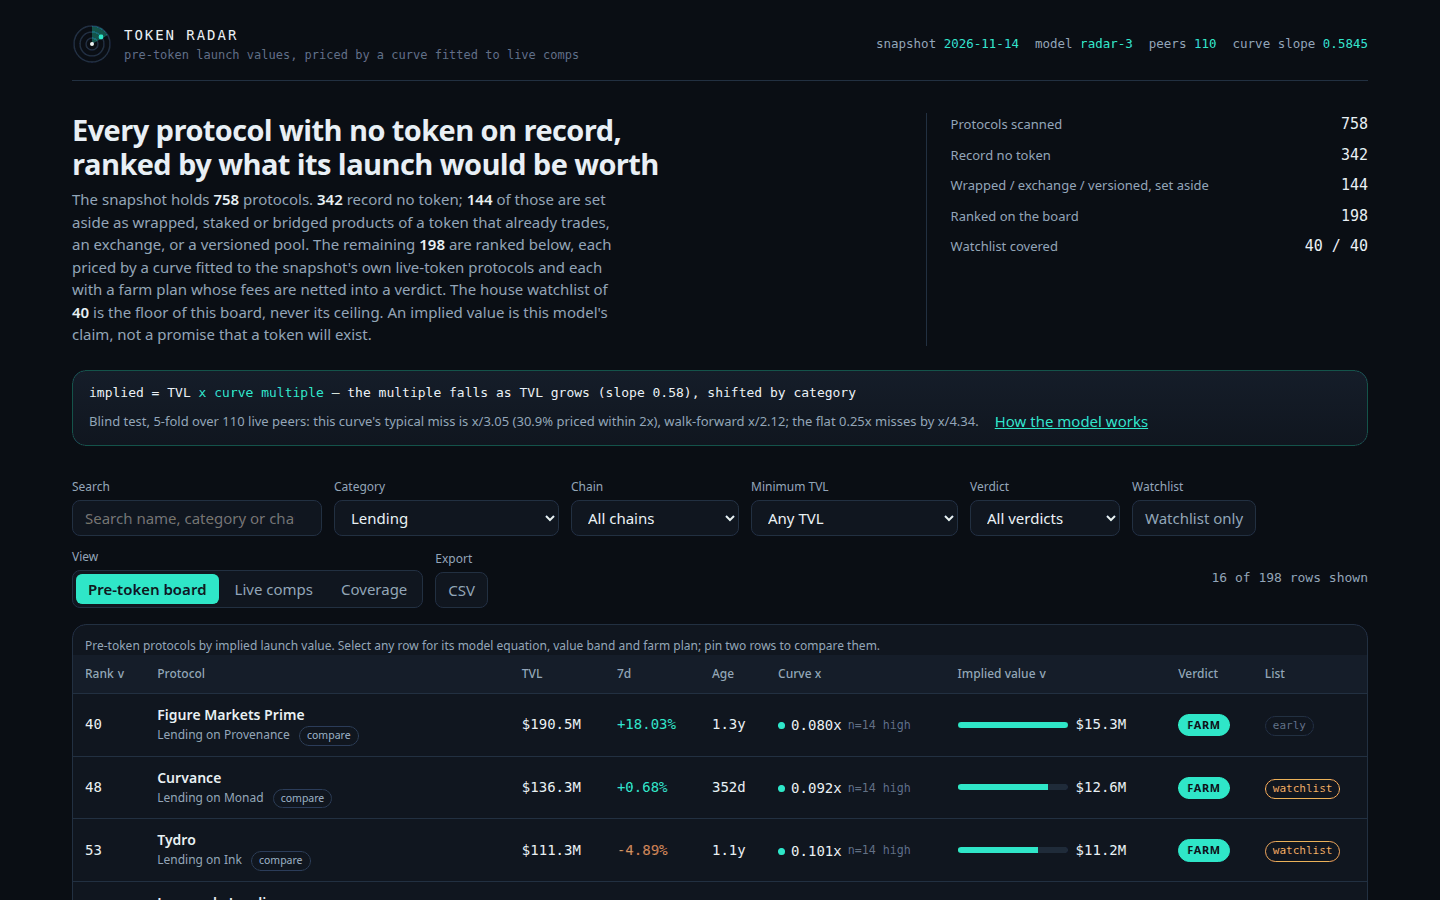 TOKEN RADAR
pre-token launch values, priced by a curve fitted to live comps
snapshot 2026-11-14 model radar-3 peers 110 curve slope 0.5845
Every protocol with no token on record,
ranked by what its launch would be worth
The snapshot holds 758 protocols. 342 record no token; 144 of those are set
aside as wrapped, staked or bridged products of a token that already trades,
an exchange, or a versioned pool. The remaining 198 are ranked below, each
priced by a curve fitted to the snapshot's own live-token protocols and each
with a farm plan whose fees are netted into a verdict. The house watchlist of
40 is the floor of this board, never its ceiling. An implied value is this model's
claim, not a promise that a token will exist.
Protocols scanned 758
Record no token 342
Wrapped / exchange / versioned, set aside 144
Ranked on the board 198
Watchlist covered 40 / 40
implied = TVL x curve multiple — the multiple falls as TVL grows (slope 0.58), shifted by category
Blind test, 5-fold over 110 live peers: this curve's typical miss is x/3.05 (30.9% priced within 2x), walk-forward x/2.12; the flat 0.25x misses by x/4.34. How the model works
Search Category Chain Minimum TVL Verdict Watchlist
Search name, category or cha Lending All chains Any TVL All verdicts Watchlist only
View Export
Pre-token board Live comps Coverage CSV
16 of 198 rows shown
Pre-token protocols by implied launch value. Select any row for its model equation, value band and farm plan; pin two rows to compare them.
Rank v Protocol TVL 7d Age Curve x Implied value v Verdict List
40 Figure Markets Prime $190.5M +18.03% 1.3y 0.080x n=14 high $15.3M FARM early
Lending on Provenance compare
48 Curvance $136.3M +0.68% 352d 0.092x n=14 high $12.6M FARM watchlist
Lending on Monad compare
53 Tydro $111.3M -4.89% 1.1y 0.101x n=14 high $11.2M FARM watchlist
Lending on Ink compare